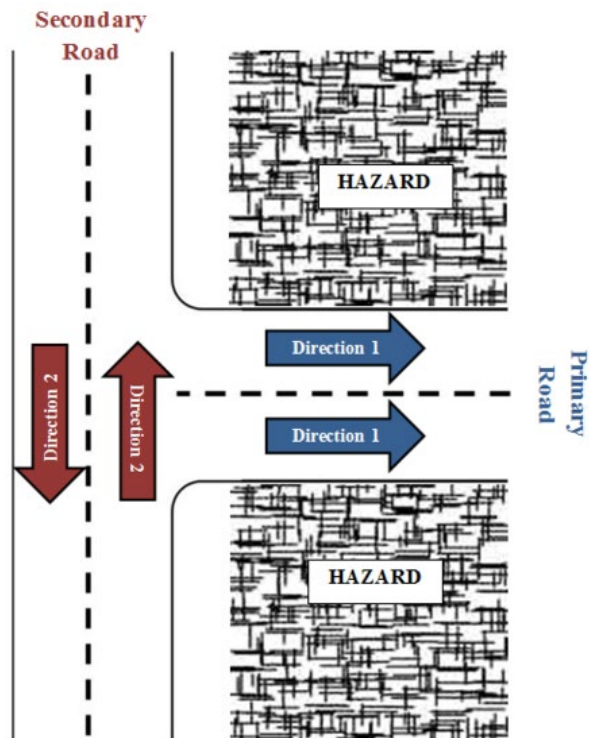 Secondary
Road
HAZARD
Direction 1
Primary
Road
Direction 2
Direction 2
Direction 1
HAZARD